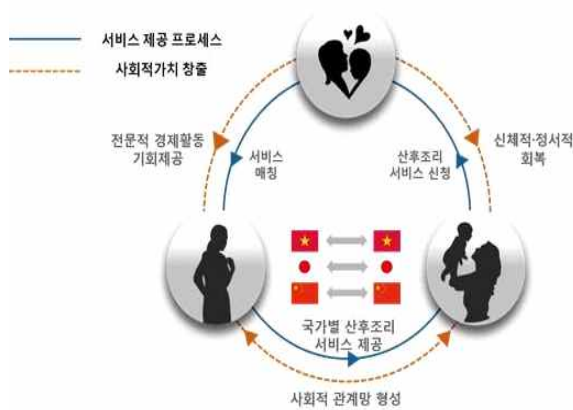 서비스 제공 프로세스
사회적가치 창출
전문적 경제활동
기회제공
서비스
매칭
산후조리
서비스 신청
신체적·정서적
회복
국가별 산후조리
서비스 제공
사회적 관계망 형성